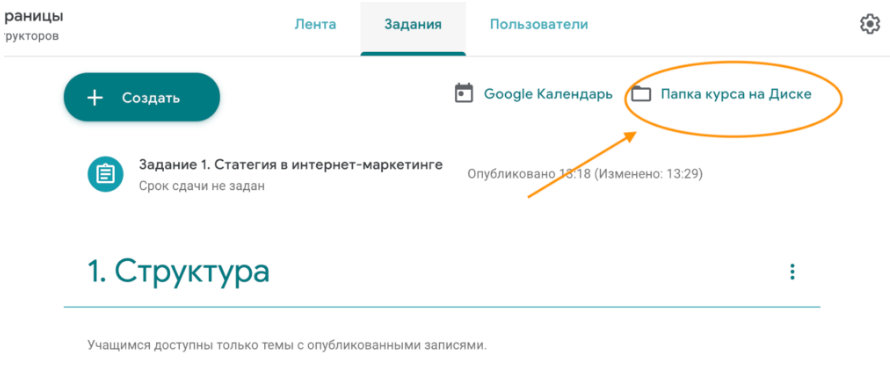 раницы
рукторов
Лента
Задания
Пользователи
Создать
Google Календарь
Папка курса на Диске
Задание 1. Статегия в интернет-маркетинге
Срок сдачи не задан
Опубликовано 13:18 (Изменено: 13:29)
1. Структура
Учащимся доступны только темы с опубликованными записями.